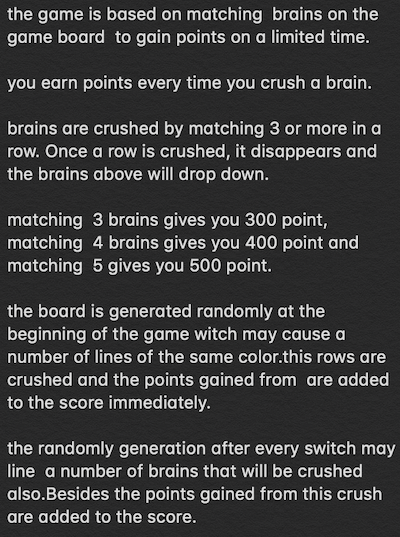 the game is based on matching  brains on the
game board  to gain points on a limited time.
you earn points every time you crush a brain.
brains are crushed by matching 3 or more in a
row. Once a row is crushed, it disappears and
the brains above will drop down.
matching  3 brains gives you 300 point,
matching  4 brains gives you 400 point and
matching  5 gives you 500 point.
the board is generated randomly at the
beginning of the game witch may cause a
number of lines of the same color.this rows are
crushed and the points gained from  are added
to the score immediately.
the randomly generation after every switch may
line  a number of brains that will be crushed
also.Besides the points gained from this crush
are added to the score.